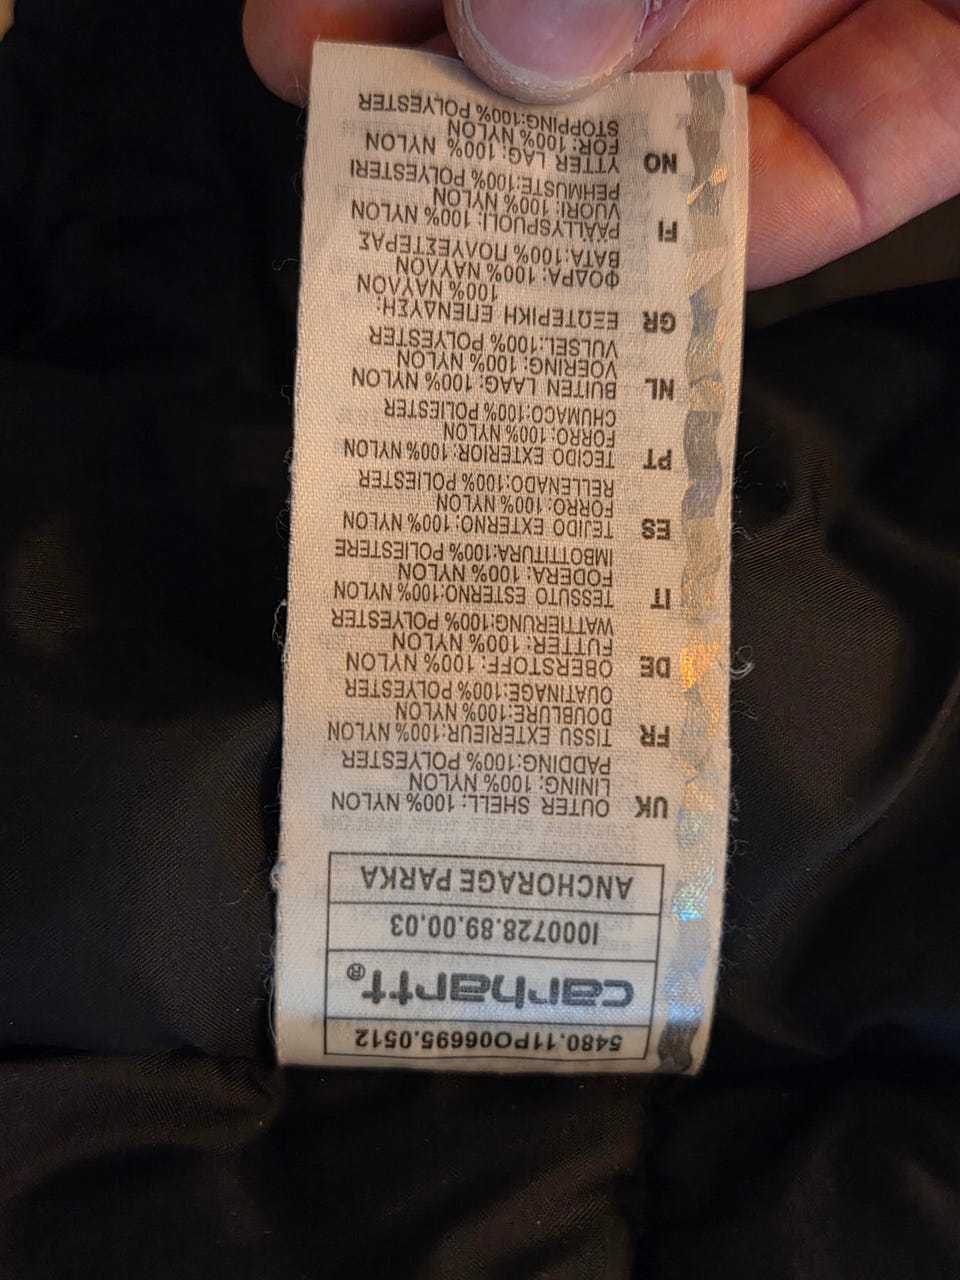 5480.11PO06695.0512
carhartt®
I000728.89.00.03
ANCHORAGE PARKA
UK OUTER SHELL: 100% NYLON
LINING: 100% NYLON
PADDING: 100% POLYESTER
FR TISSU EXTERIEUR:100% NYLON
DOUBLURE:100% NYLON
OUATINAGE:100% POLYESTER
DE OBERSTOFF: 100% NYLON
FUTTER: 100% NYLON
WATTIERUNG:100% POLYESTER
IT TESSUTO ESTERNO:100% NYLON
FODERA: 100% NYLON
IMBOTTITURA:100% POLIESTERE
ES TEJIDO EXTERNO:100% NYLON
FORRO: 100% NYLON
RELLENADO:100% POLIESTER
PT TECIDO EXTERIOR: 100% NYLON
FORRO: 100% NYLON
CHUMACO:100% POLIESTER
NL BUITEN LAAG: 100% NYLON
VOERING: 100% NYLON
VULSEL:100% POLYESTER
GR ΕΞΩΤΕΡΙΚΗ ΕΠΕΝΔΥΣΗ:
100% ΝΑΥΛΟΝ
ΦΟΔΡΑ: 100% ΝΑΥΛΟΝ
ΒΑΤΑ:100% ΠΟΛΥΕΣΤΕΡΑΣ
FI PÄÄLLYSPUOLI: 100% NYLON
VUORI: 100% NYLON
PEHMUSTE:100% POLYESTERI
NO YTTER LAG: 100% NYLON
FOR: 100% NYLON
STOPPING:100% POLYESTER